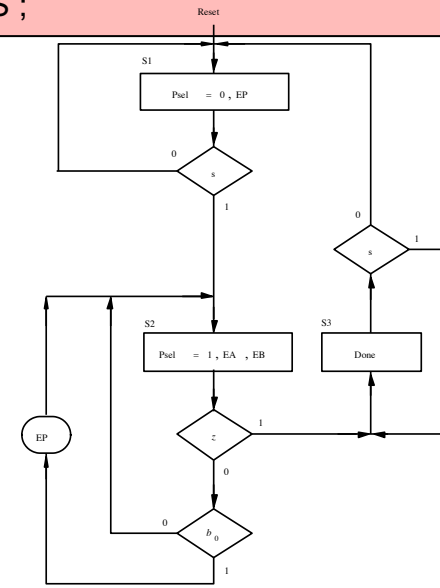 s;
Reset
S1
Psel = 0 , EP
0
s
1
0
s
1
S2
Psel = 1 , EA , EB
S3
Done
EP
z
1
0
0
b 0
1